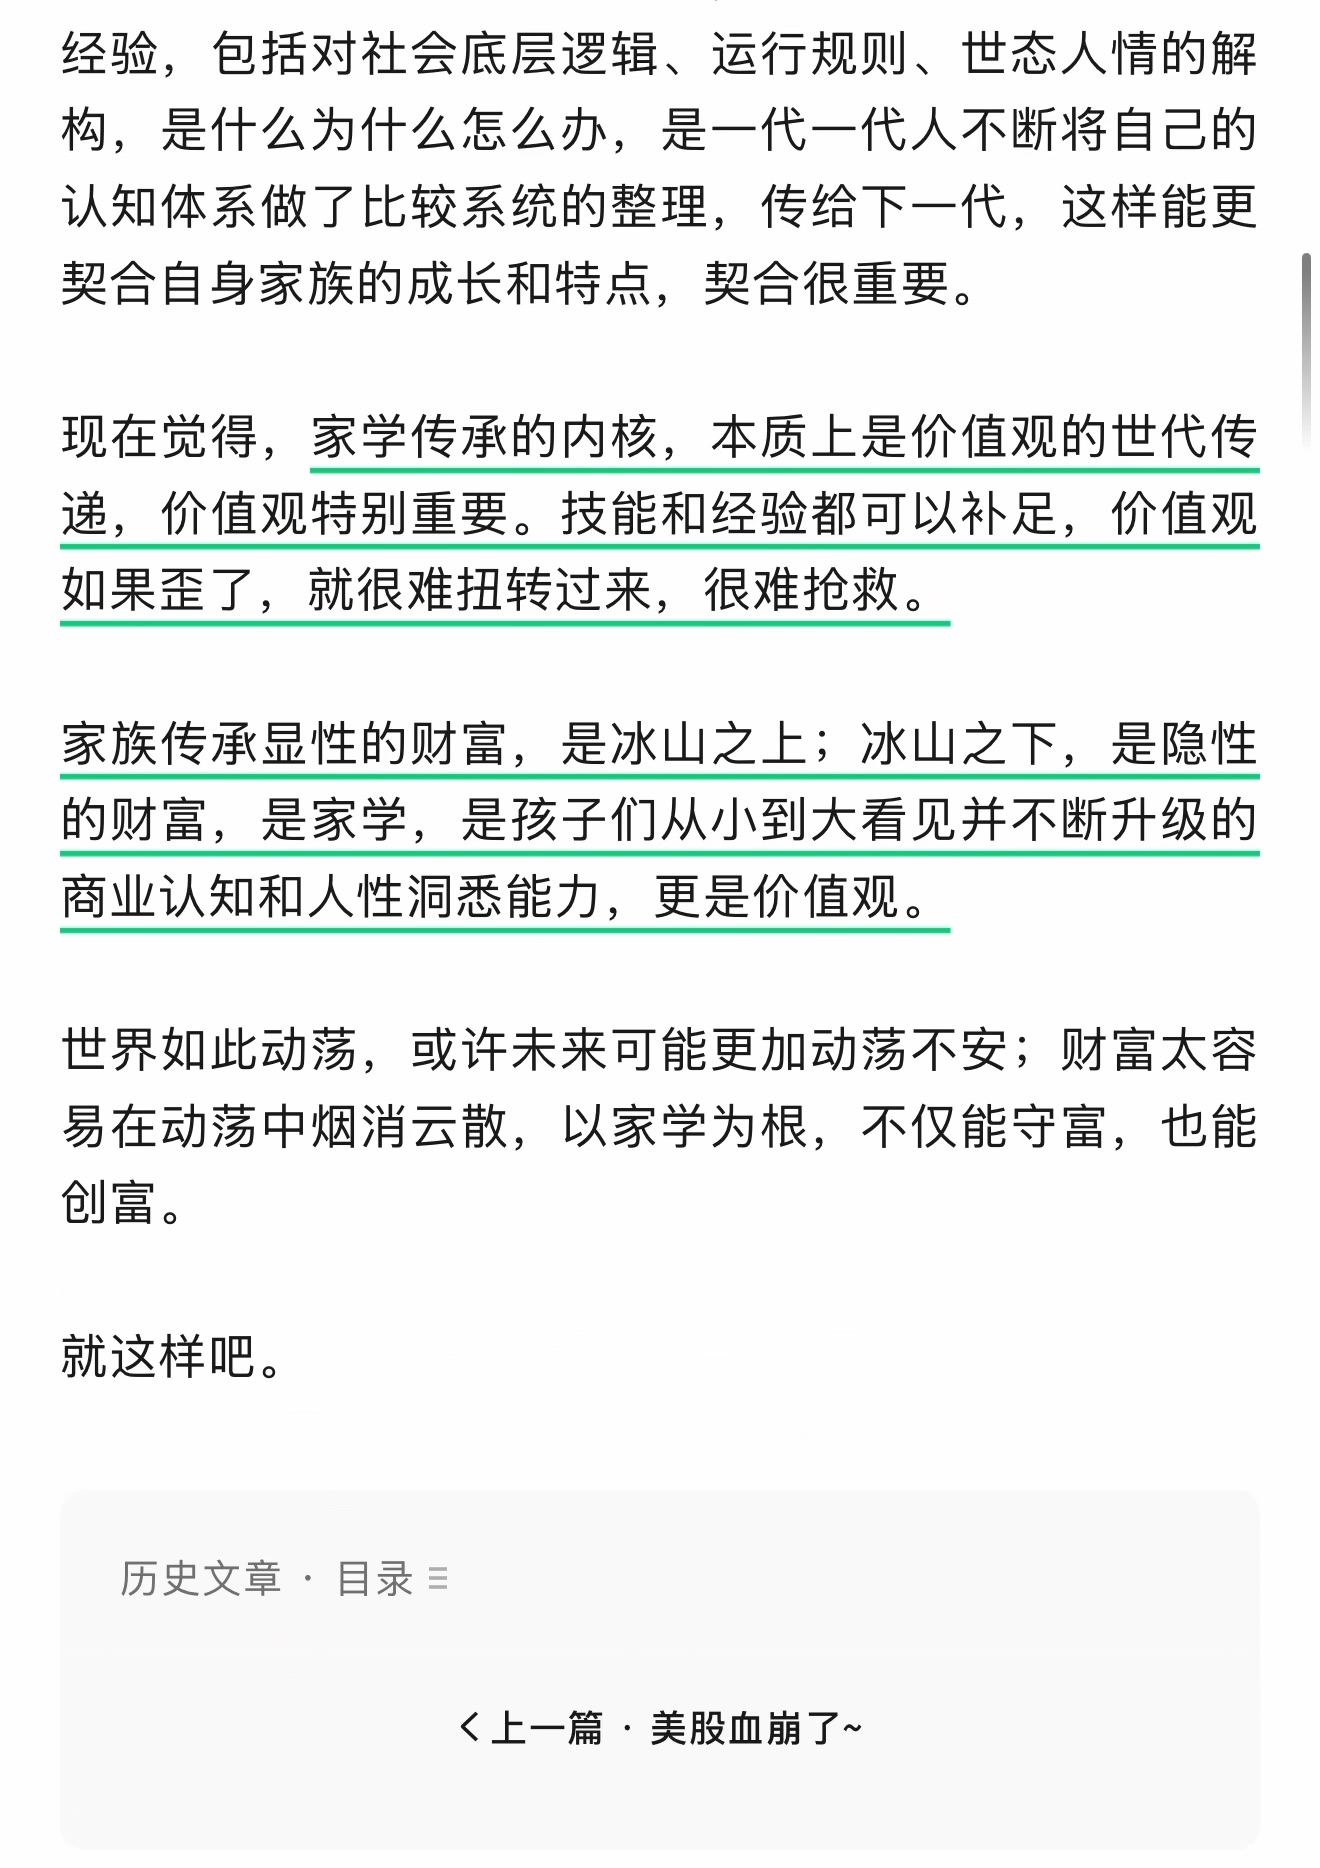 经验，包括对社会底层逻辑、运行规则、世态人情的解
构，是什么为什么怎么办，是一代一代人不断将自己的
认知体系做了比较系统的整理，传给下一代，这样能更
契合自身家族的成长和特点，契合很重要。
现在觉得，家学传承的内核，本质上是价值观的世代传
递，价值观特别重要。技能和经验都可以补足，价值观
如果歪了，就很难扭转过来，很难抢救。
家族传承显性的财富，是冰山之上；冰山之下，是隐性
的财富，是家学，是孩子们从小到大看见并不断升级的
商业认知和人性洞悉能力，更是价值观。
世界如此动荡，或许未来可能更加动荡不安；财富太容
易在动荡中烟消云散，以家学为根，不仅能守富，也能
创富。
就这样吧。
历史文章 · 目录
上一篇 · 美股血崩了~